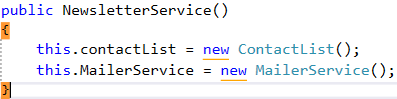 public NewsletterService()
{
    this.contactList = new ContactList();
    this.MailerService = new MailerService();
}